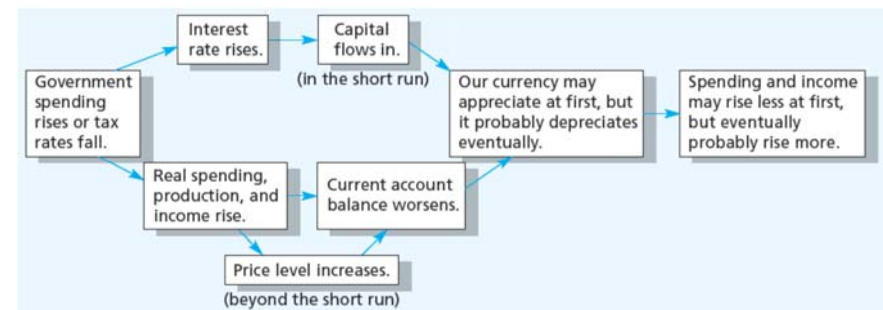 Interest
rate rises.
Capital
flows in.
(in the short run)
Government
spending
rises or tax
rates fall.
Our currency may
appreciate at first, but
it probably depreciates
eventually.
Spending and income
may rise less at first,
but eventually
probably rise more.
Real spending,
production, and
income rise.
Current account
balance worsens.
Price level increases.
(beyond the short run)